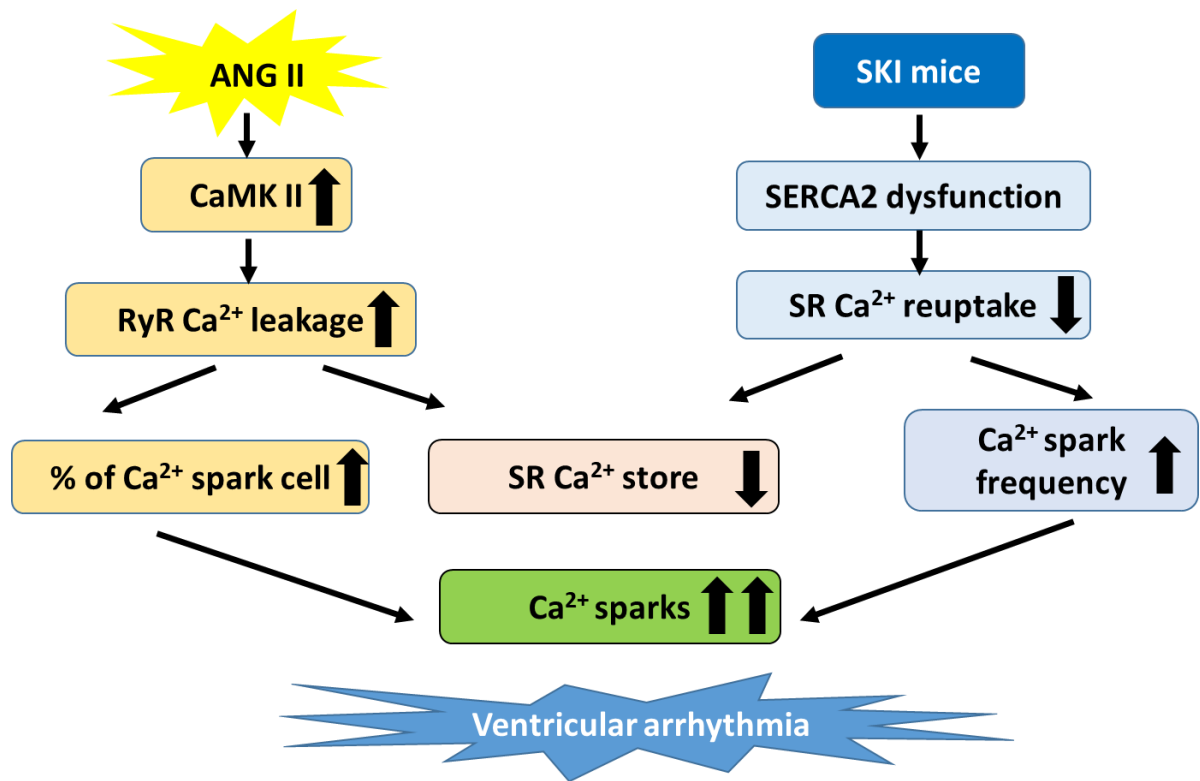 ANG II
SKI mice
CaMK II
SERCA2 dysfunction
RyR Ca²⁺ leakage
SR Ca²⁺ reuptake
% of Ca²⁺ spark cell
SR Ca²⁺ store
Ca²⁺ spark
frequency
Ca²⁺ sparks
Ventricular arrhythmia